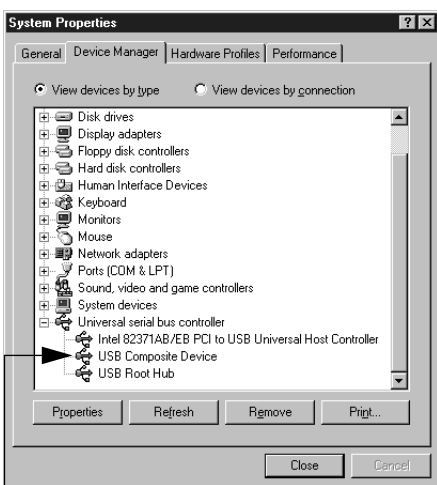 System Properties
General Device Manager Hardware Profiles Performance
View devices by type View devices by connection
Disk drives
Display adapters
Floppy disk controllers
Hard disk controllers
Human Interface Devices
Keyboard
Monitors
Mouse
Network adapters
Ports (COM & LPT)
Sound, video and game controllers
System devices
Universal serial bus controller
Intel 82371AB/EB PCI to USB Universal Host Controller
USB Composite Device
USB Root Hub
Properties Refresh Remove Print...
Close Cancel